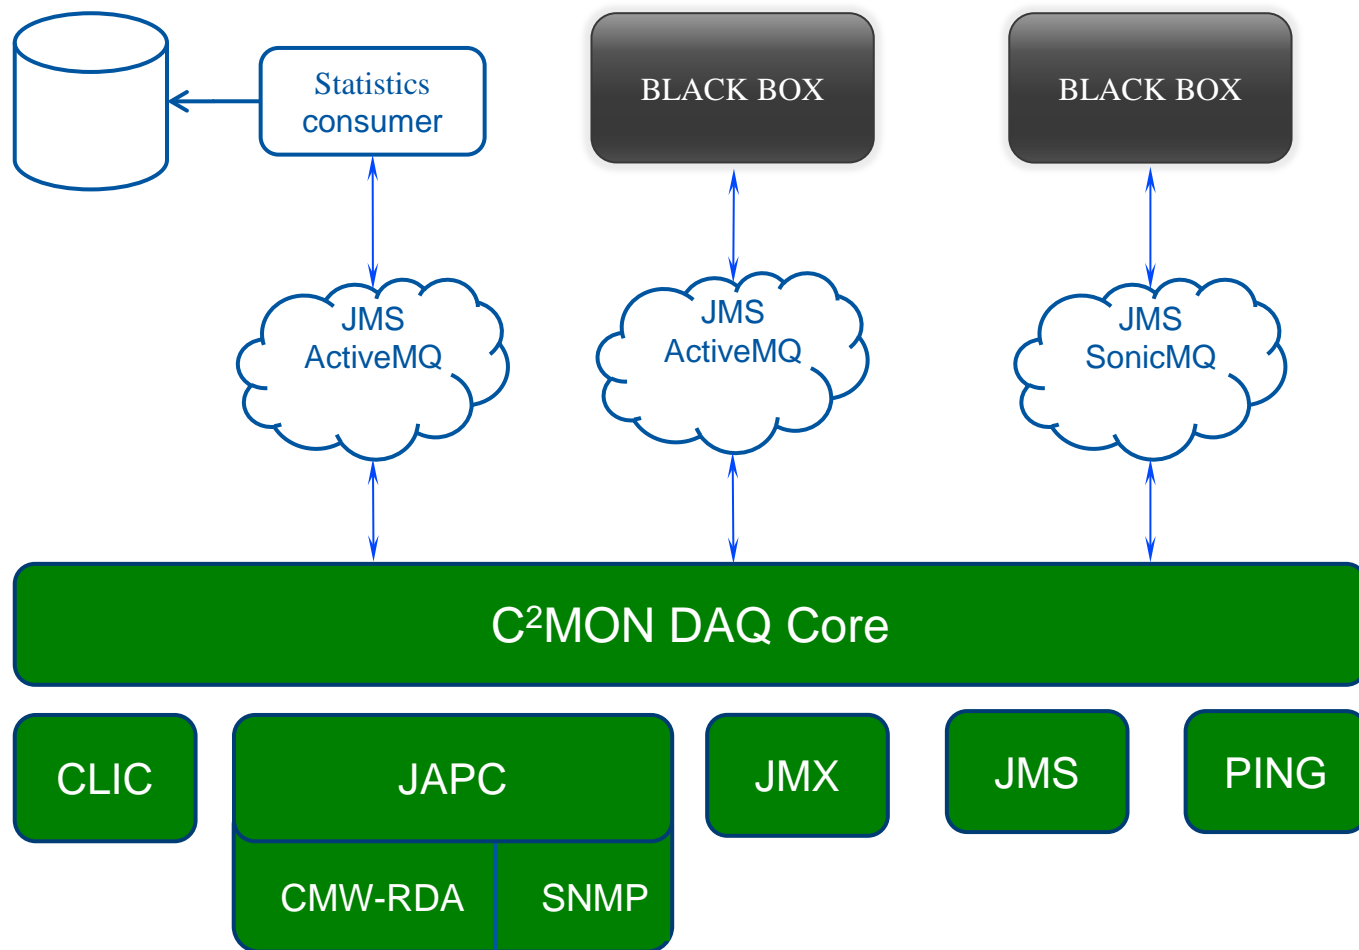 Statistics
consumer
BLACK BOX
BLACK BOX
JMS
ActiveMQ
JMS
ActiveMQ
JMS
SonicMQ
C²MON DAQ Core
CLIC
JAPC
JMX
JMS
PING
CMW-RDA
SNMP